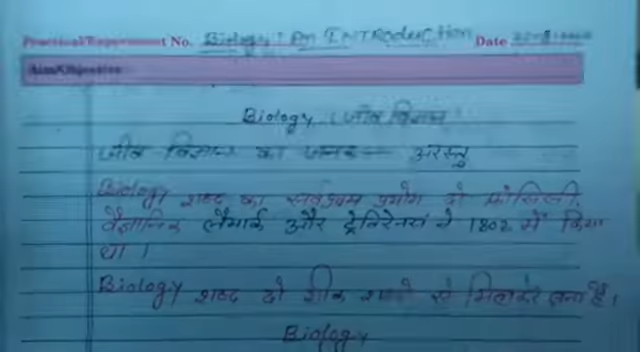 Practical/Experiment No. Biology : An INTRODUCTION Date
Aim/Objective
Biology (जीव विज्ञान)
जीव विज्ञान का जनक — अरस्तु
Biology शब्द का सर्वप्रथम प्रयोग दो
वैज्ञानिक लैमार्क और ट्रेविरेनस ने 1802 में किया
था ।
Biology शब्द दो ग्रीक शब्दों से मिलकर बना है ।
Biology